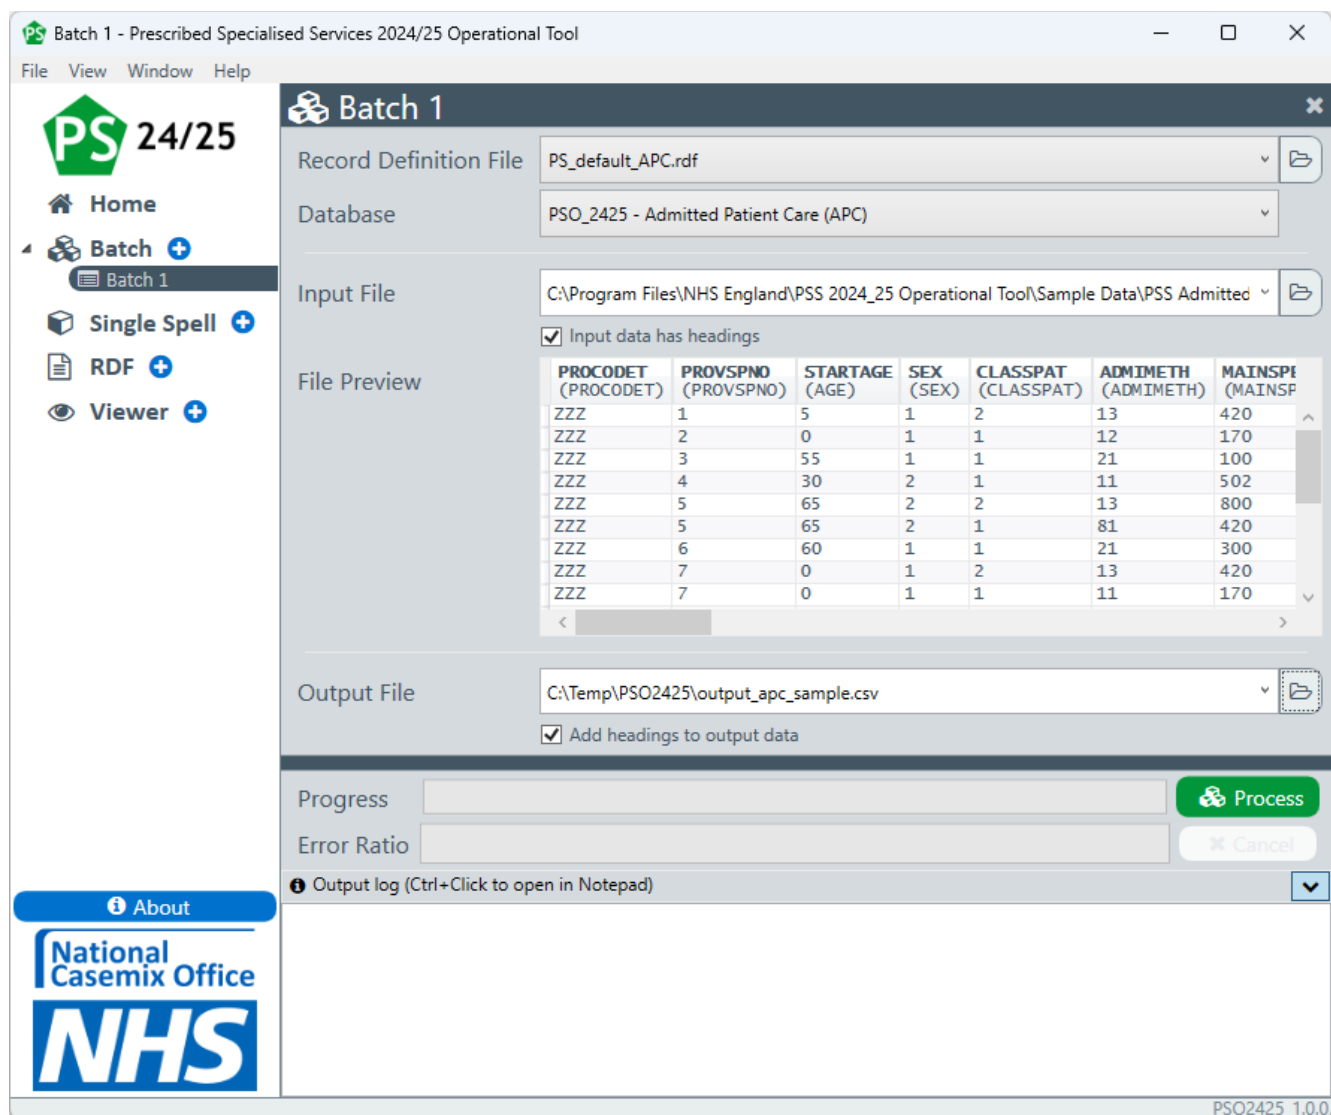 Batch 1 - Prescribed Specialised Services 2024/25 Operational Tool
File View Window Help
PS 24/25
Home
Batch
Batch 1
Single Spell
RDF
Viewer
About
National
Casemix Office
NHS
Batch 1
Record Definition File PS_default_APC.rdf
Database PSO_2425 - Admitted Patient Care (APC)
Input File C:\Program Files\NHS England\PSS 2024_25 Operational Tool\Sample Data\PSS Admitted
Input data has headings
File Preview
PROCODET PROVSPNO STARTAGE SEX CLASSPAT ADMIMETH MAINSPE
(PROCODET) (PROVSPNO) (AGE) (SEX) (CLASSPAT) (ADMIMETH) (MAINSP
ZZZ 1 5 1 2 13 420
ZZZ 2 0 1 1 12 170
ZZZ 3 55 1 1 21 100
ZZZ 4 30 2 1 11 502
ZZZ 5 65 2 2 13 800
ZZZ 5 65 2 1 81 420
ZZZ 6 60 1 1 21 300
ZZZ 7 0 1 2 13 420
ZZZ 7 0 1 1 11 170
Output File C:\Temp\PSO2425\output_apc_sample.csv
Add headings to output data
Progress Process
Error Ratio Cancel
Output log (Ctrl+Click to open in Notepad)
PSO2425 1.0.0